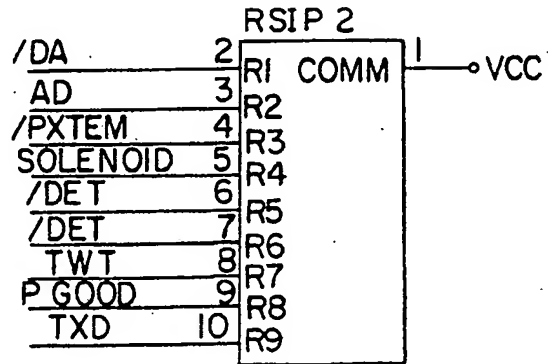 RSIP 2
/DA 2 R1 COMM 1 VCC
AD 3 R2
/PXTEM 4 R3
SOLENOID 5 R4
/DET 6 R5
/DET 7 R6
TWT 8 R7
P GOOD 9 R8
TXD 10 R9